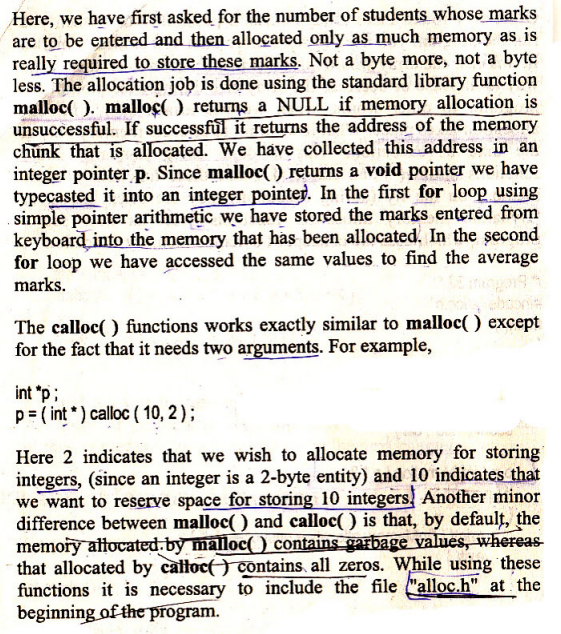 Here, we have first asked for the number of students whose marks
are to be entered and then allocated only as much memory as is
really required to store these marks. Not a byte more, not a byte
less. The allocation job is done using the standard library function
malloc( ). malloc( ) returns a NULL if memory allocation is
unsuccessful. If successful it returns the address of the memory
chunk that is allocated. We have collected this address in an
integer pointer p. Since malloc( ) returns a void pointer we have
typecasted it into an integer pointer. In the first for loop using
simple pointer arithmetic we have stored the marks entered from
keyboard into the memory that has been allocated. In the second
for loop we have accessed the same values to find the average
marks.
The calloc( ) functions works exactly similar to malloc( ) except
for the fact that it needs two arguments. For example,
int *p ;
p = ( int * ) calloc ( 10, 2 ) ;
Here 2 indicates that we wish to allocate memory for storing
integers, (since an integer is a 2-byte entity) and 10 indicates that
we want to reserve space for storing 10 integers. Another minor
difference between malloc( ) and calloc( ) is that, by default, the
memory allocated by malloc( ) contains garbage values, whereas
that allocated by calloc( ) contains all zeros. While using these
functions it is necessary to include the file "alloc.h" at the
beginning of the program.